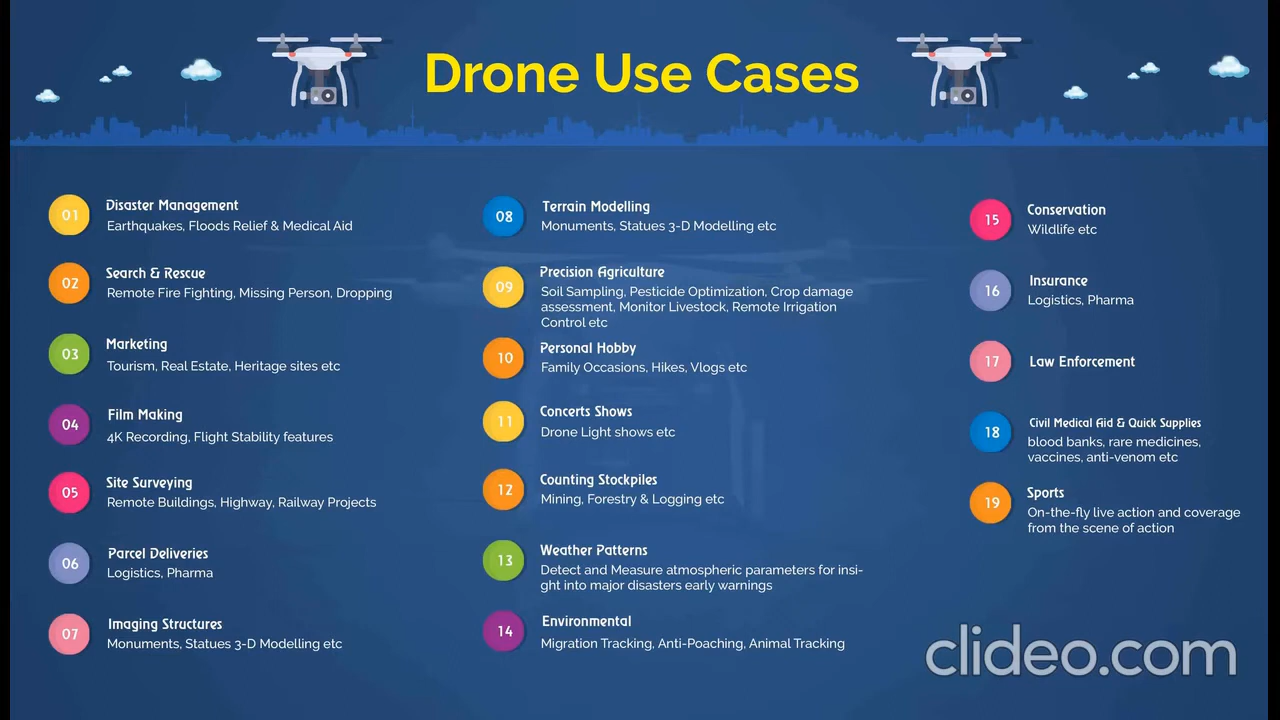 Drone Use Cases
01
Disaster Management
Earthquakes, Floods Relief & Medical Aid
02
Search & Rescue
Remote Fire Fighting, Missing Person, Dropping
03
Marketing
Tourism, Real Estate, Heritage sites etc
04
Film Making
4K Recording, Flight Stability features
05
Site Surveying
Remote Buildings, Highway, Railway Projects
06
Parcel Deliveries
Logistics, Pharma
07
Imaging Structures
Monuments, Statues 3-D Modelling etc
08
Terrain Modelling
Monuments, Statues 3-D Modelling etc
09
Precision Agriculture
Soil Sampling, Pesticide Optimization, Crop damage
assessment, Monitor Livestock, Remote Irrigation
Control etc
10
Personal Hobby
Family Occasions, Hikes, Vlogs etc
11
Concerts Shows
Drone Light shows etc
12
Counting Stockpiles
Mining, Forestry & Logging etc
13
Weather Patterns
Detect and Measure atmospheric parameters for insi-
ght into major disasters early warnings
14
Environmental
Migration Tracking, Anti-Poaching, Animal Tracking
15
Conservation
Wildlife etc
16
Insurance
Logistics, Pharma
17
Law Enforcement
18
Civil Medical Aid & Quick Supplies
blood banks, rare medicines,
vaccines, anti-venom etc
19
Sports
On-the-fly live action and coverage
from the scene of action
clideo.com